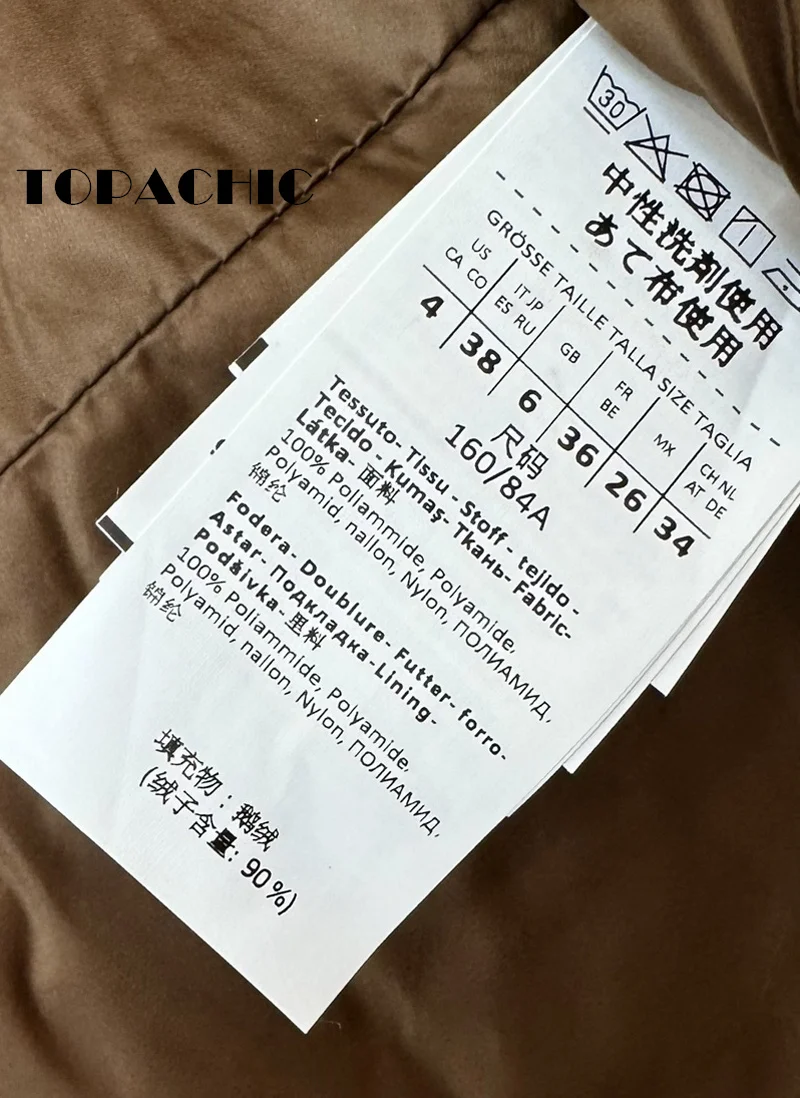 TOPACHIC
30
中性洗剤使用
あて布使用
GRÖSSE TAILLE TALLA SIZE TAGLIA
US
CA CO
IT JP
ES RU
GB
FR
BE
MX
CH NL
AT DE
4
38
6
36
26
34
尺码
160/84A
Tessuto- Tissu - Stoff - tejido -
Tecido - Kumaş- Ткань- Fabric-
Látka- 面料
100% Poliammide, Polyamide,
Polyamid, nallon, Nylon, ПОЛИАМИД,
锦纶
Fodera- Doublure- Futter- forro-
Astar- Подкладка-Lining-
Podšívka- 里料
100% Poliammide, Polyamide,
Polyamid, nallon, Nylon, ПОЛИАМИД,
锦纶
填充物：鹅绒
(绒子含量: 90%)